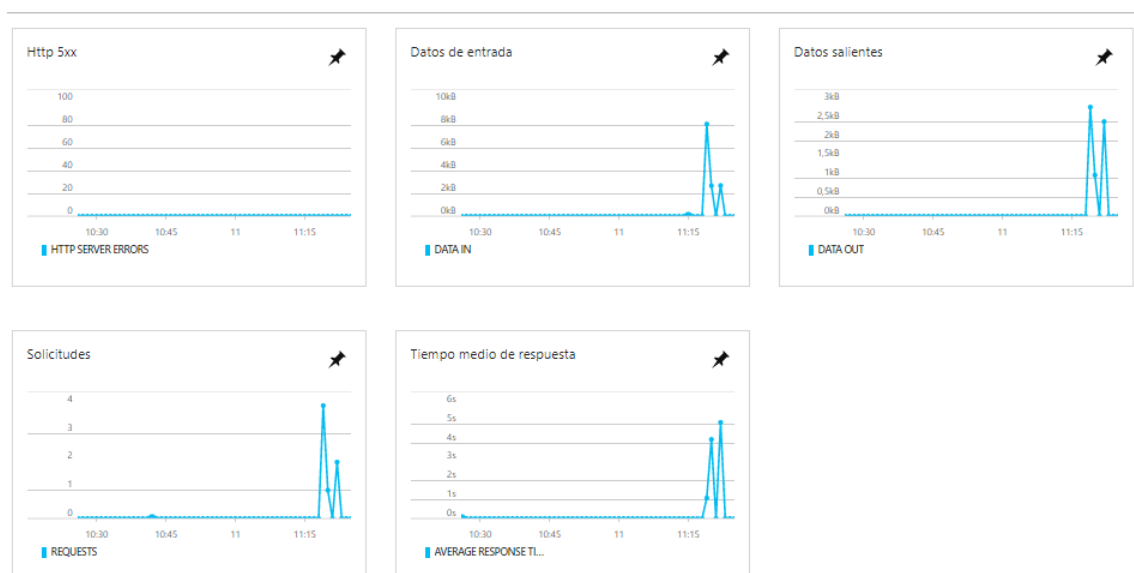 Http 5xx
100
80
60
40
20
0
10:30 10:45 11 11:15
HTTP SERVER ERRORS
Datos de entrada
10kB
8kB
6kB
4kB
2kB
0kB
10:30 10:45 11 11:15
DATA IN
Datos salientes
3kB
2,5kB
2kB
1,5kB
1kB
0,5kB
0kB
10:30 10:45 11 11:15
DATA OUT
Solicitudes
4
3
2
1
0
10:30 10:45 11 11:15
REQUESTS
Tiempo medio de respuesta
6s
5s
4s
3s
2s
1s
0s
10:30 10:45 11 11:15
AVERAGE RESPONSE TI...